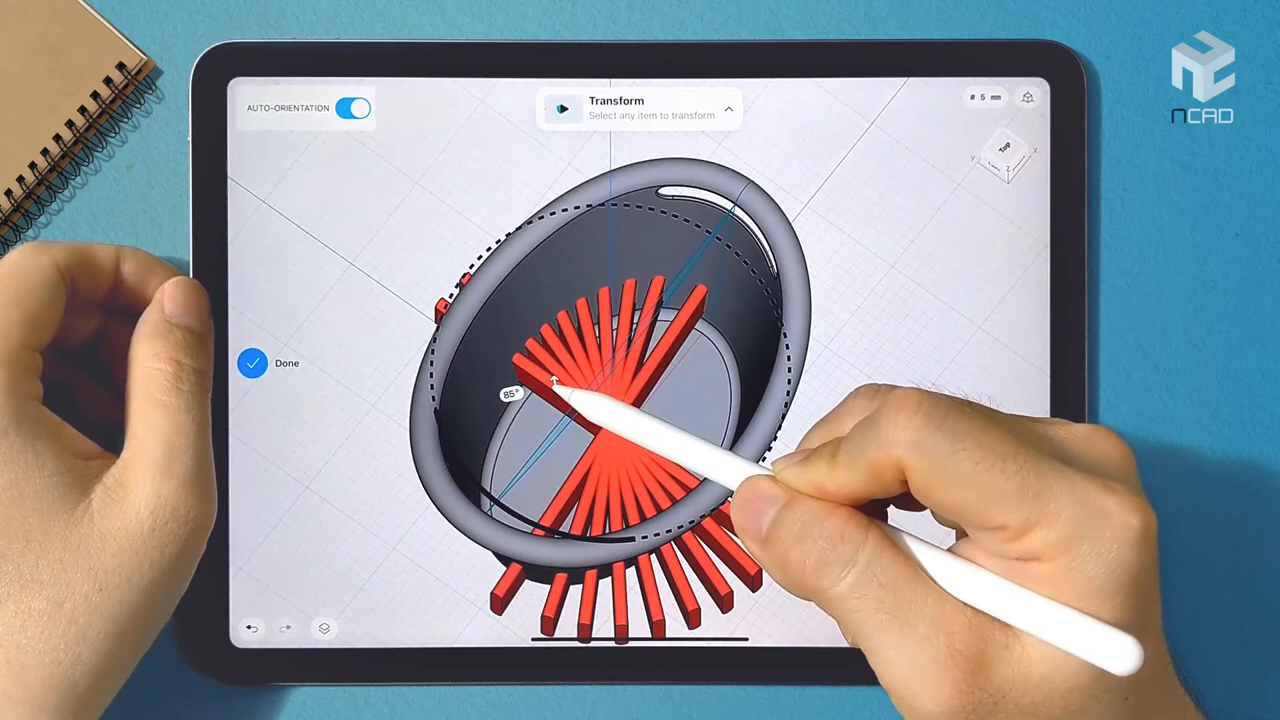 AUTO-ORIENTATION
Transform
Select any item to transform
# 5 mm
Top
85°
Done
nCAD